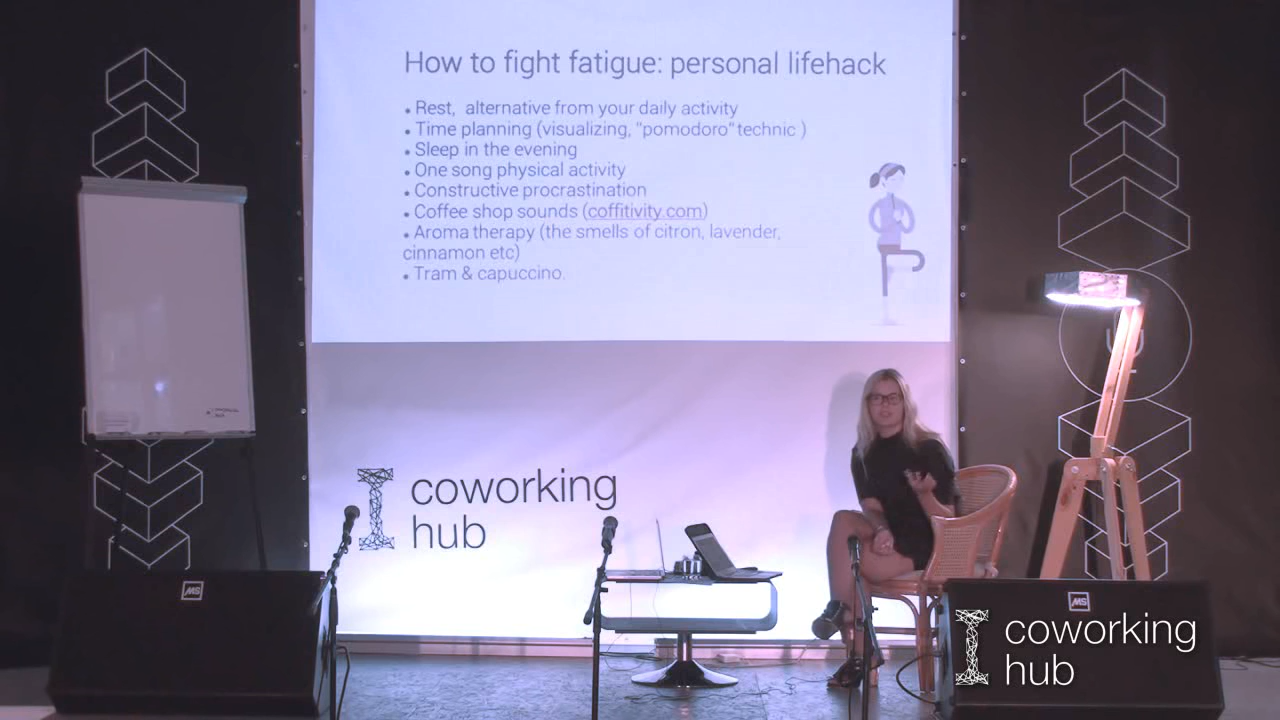 How to fight fatigue: personal lifehack
• Rest, alternative from your daily activity
• Time planning (visualizing, "pomodoro" technic )
• Sleep in the evening
• One song physical activity
• Constructive procrastination
• Coffee shop sounds (coffitivity.com)
• Aroma therapy (the smells of citron, lavender,
cinnamon etc)
• Tram & capuccino.
coworking
hub
coworking
hub